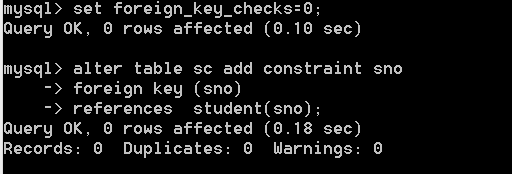 mysql> set foreign_key_checks=0;
Query OK, 0 rows affected (0.10 sec)
mysql> alter table sc add constraint sno
    -> foreign key (sno)
    -> references  student(sno);
Query OK, 0 rows affected (0.18 sec)
Records: 0  Duplicates: 0  Warnings: 0